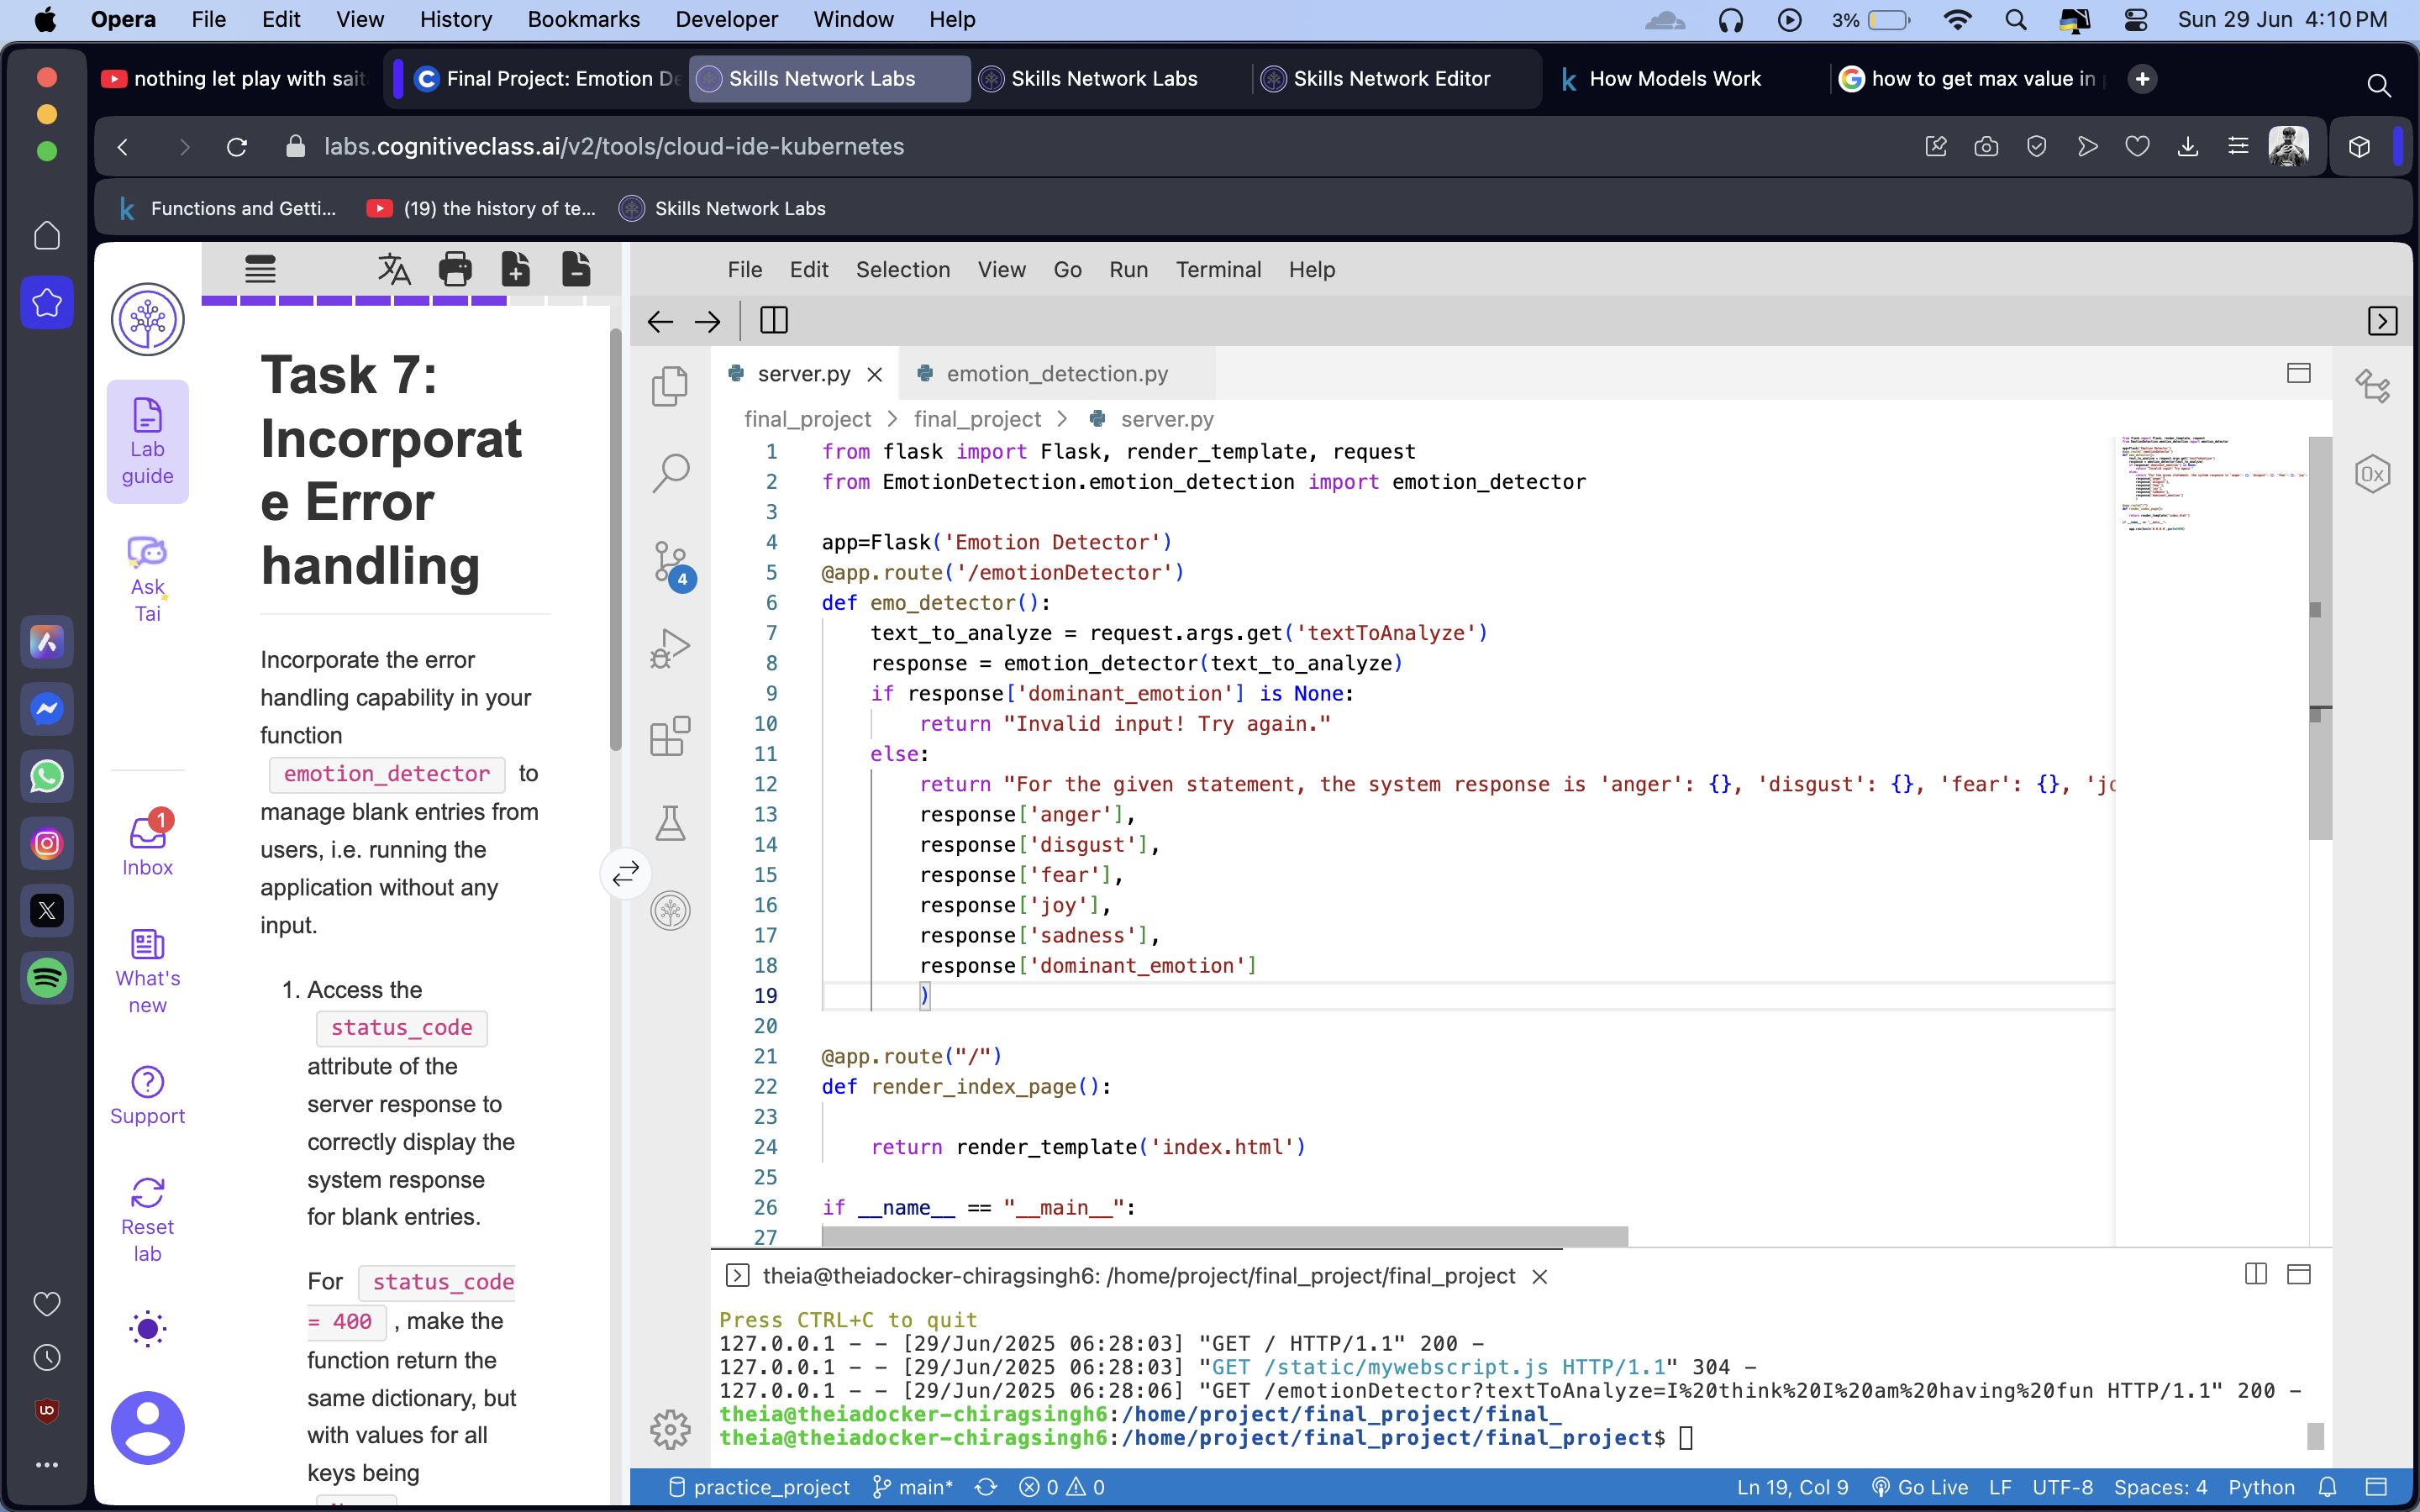 Opera File Edit View History Bookmarks Developer Window Help 3% Sun 29 Jun 4:10 PM
nothing let play with sait
Final Project: Emotion De
Skills Network Labs
Skills Network Labs
Skills Network Editor
How Models Work
how to get max value in
labs.cognitiveclass.ai/v2/tools/cloud-ide-kubernetes
Functions and Getti... (19) the history of te... Skills Network Labs
Lab
guide
Ask
Tai
1
Inbox
What's
new
Support
Reset
lab
Task 7:
Incorporat
e Error
handling
Incorporate the error
handling capability in your
function
emotion_detector to
manage blank entries from
users, i.e. running the
application without any
input.
1. Access the
status_code
attribute of the
server response to
correctly display the
system response
for blank entries.
For status_code
= 400 , make the
function return the
same dictionary, but
with values for all
keys being
File Edit Selection View Go Run Terminal Help
server.py
emotion_detection.py
final_project > final_project > server.py
4
1 from flask import Flask, render_template, request
2 from EmotionDetection.emotion_detection import emotion_detector
3
4 app=Flask('Emotion Detector')
5 @app.route('/emotionDetector')
6 def emo_detector():
7 text_to_analyze = request.args.get('textToAnalyze')
8 response = emotion_detector(text_to_analyze)
9 if response['dominant_emotion'] is None:
10 return "Invalid input! Try again."
11 else:
12 return "For the given statement, the system response is 'anger': {}, 'disgust': {}, 'fear': {}, 'jo
13 response['anger'],
14 response['disgust'],
15 response['fear'],
16 response['joy'],
17 response['sadness'],
18 response['dominant_emotion']
19 )
20
21 @app.route("/")
22 def render_index_page():
23
24 return render_template('index.html')
25
26 if __name__ == "__main__":
27
0x
theia@theiadocker-chiragsingh6: /home/project/final_project/final_project
Press CTRL+C to quit
127.0.0.1 - - [29/Jun/2025 06:28:03] "GET / HTTP/1.1" 200 -
127.0.0.1 - - [29/Jun/2025 06:28:03] "GET /static/mywebscript.js HTTP/1.1" 304 -
127.0.0.1 - - [29/Jun/2025 06:28:06] "GET /emotionDetector?textToAnalyze=I%20think%20I%20am%20having%20fun HTTP/1.1" 200 -
theia@theiadocker-chiragsingh6:/home/project/final_project/final_
theia@theiadocker-chiragsingh6:/home/project/final_project/final_project$
practice_project main* 0 0 Ln 19, Col 9 Go Live LF UTF-8 Spaces: 4 Python